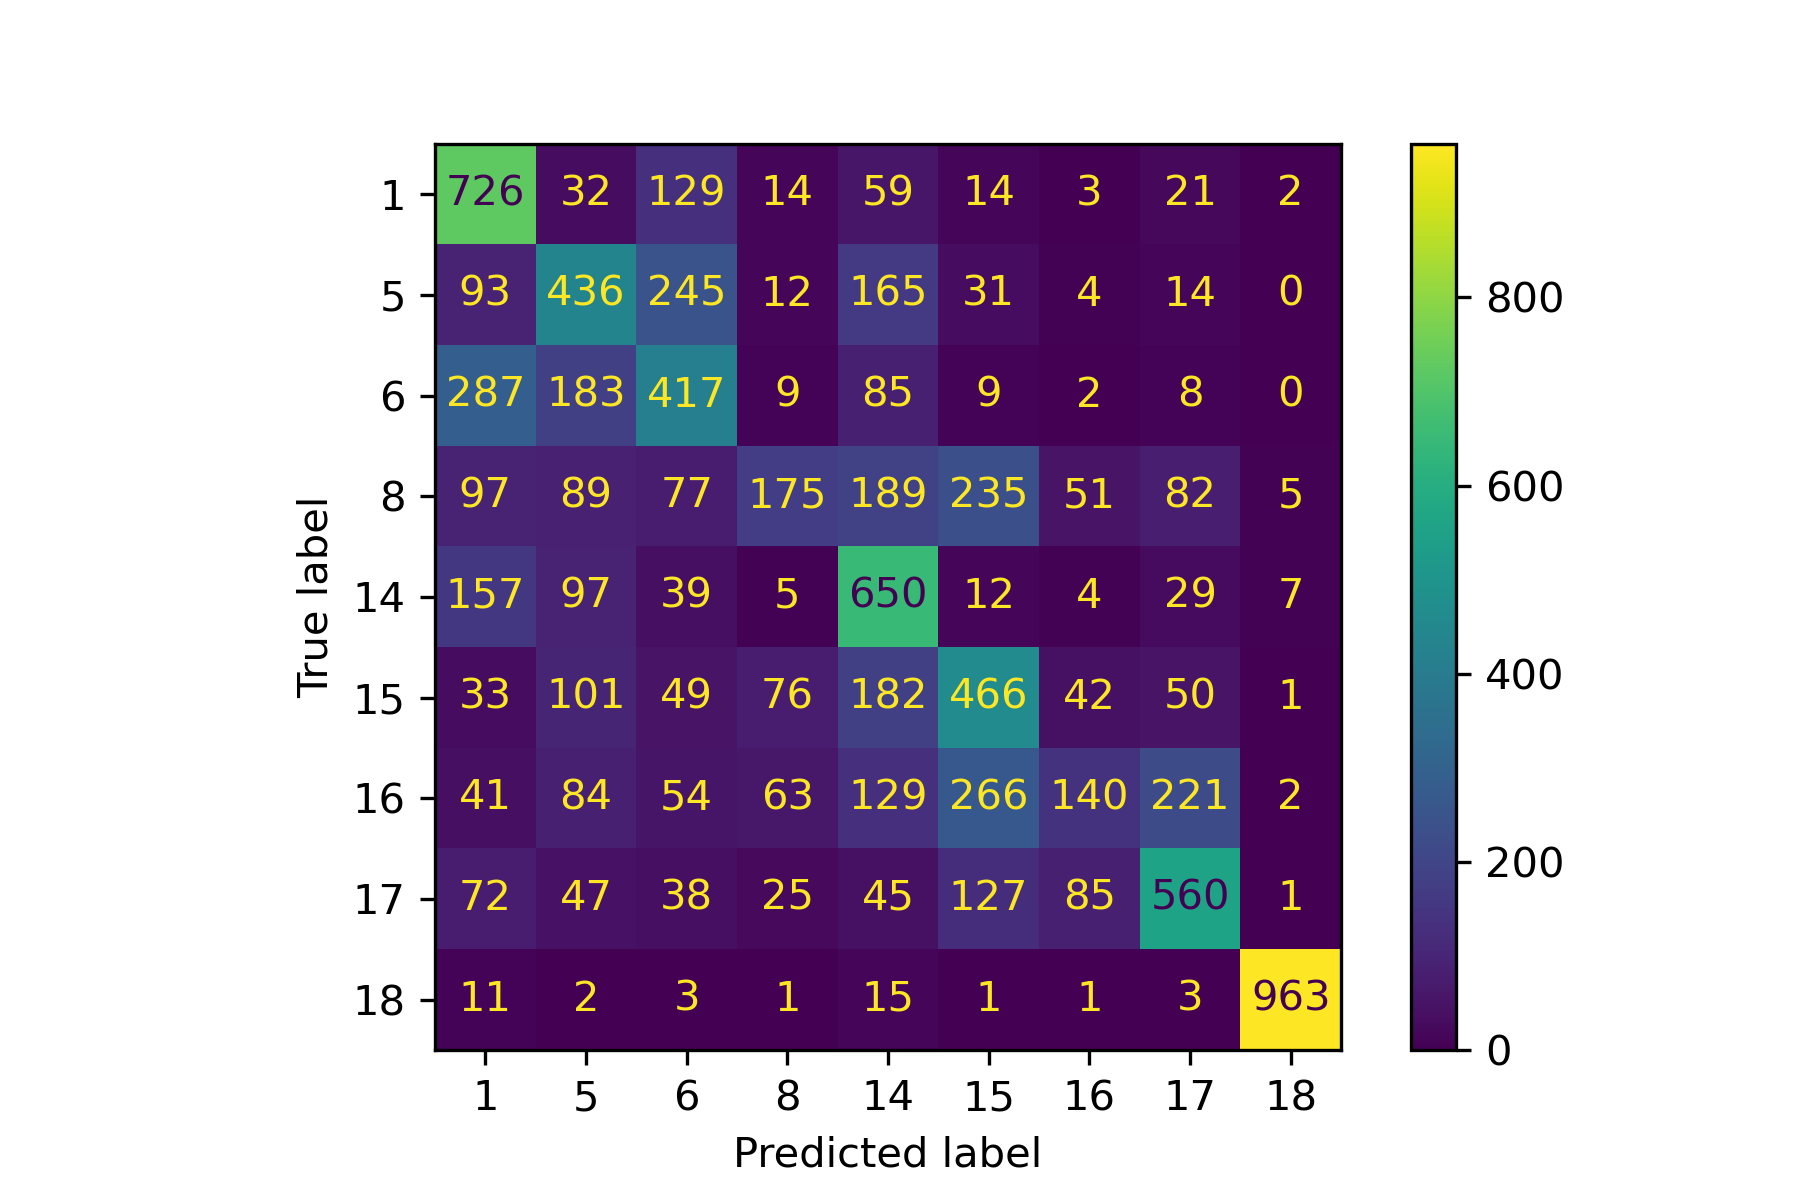 1 726 32 129 14 59 14 3 21 2
5 93 436 245 12 165 31 4 14 0
6 287 183 417 9 85 9 2 8 0
8 97 89 77 175 189 235 51 82 5
14 157 97 39 5 650 12 4 29 7
15 33 101 49 76 182 466 42 50 1
16 41 84 54 63 129 266 140 221 2
17 72 47 38 25 45 127 85 560 1
18 11 2 3 1 15 1 1 3 963
1 5 6 8 14 15 16 17 18
Predicted label
True label
800
600
400
200
0